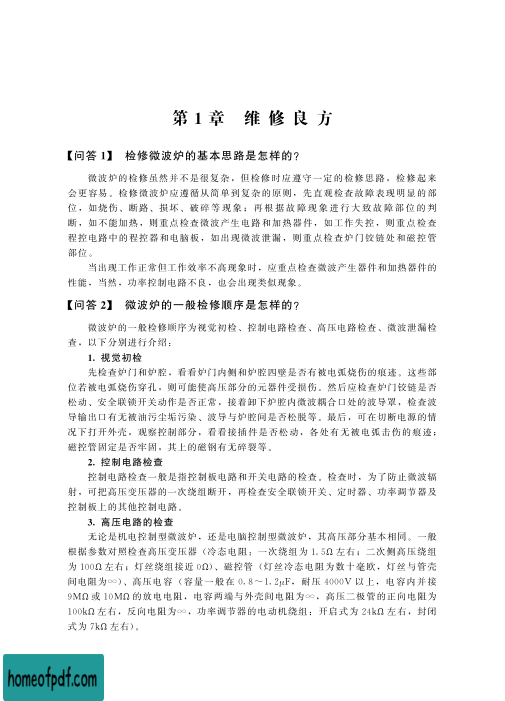 第1章 维修良方
【问答1】 检修微波炉的基本思路是怎样的?
微波炉的检修虽然并不是很复杂，但检修时应遵守一定的检修思路，检修起来
会更容易。检修微波炉应遵循从简单到复杂的原则，先直观检查故障表现明显的部
位，如烧伤、断路、损坏、破碎等现象；再根据故障现象进行大致故障部位的判
断，如不能加热，则重点检查微波产生电路和加热器件，如工作失控，则重点检查
程控电路中的程控器和电脑板，如出现微波泄漏，则重点检查炉门铰链处和磁控管
部位。
当出现工作正常但工作效率不高现象时，应重点检查微波产生器件和加热器件的
性能，当然，功率控制电路不良，也会出现类似现象。
【问答2】 微波炉的一般检修顺序是怎样的?
微波炉的一般检修顺序为视觉初检、控制电路检查、高压电路检查、微波泄漏检
查，以下分别进行介绍：
1. 视觉初检
先检查炉门和炉腔，看看炉门内侧和炉腔四壁是否有被电弧烧伤的痕迹。这些部
位若被电弧烧伤穿孔，则可能使高压部分的元器件受损伤。然后应检查炉门铰链是否
松动、安全联锁开关动作是否正常，接着卸下炉腔内微波耦合口处的波导罩，检查波
导输出口有无被油污尘垢污染、波导与炉腔间是否松脱等。最后，可在切断电源的情
况下打开外壳，观察控制部分，看看接插件是否松动，各处有无被电弧击伤的痕迹；
磁控管固定是否牢固，其上的磁钢有无碎裂等。
2. 控制电路检查
控制电路检查一般是指控制板电路和开关电路的检查。检查时，为了防止微波辐
射，可把高压变压器的一次绕组断开，再检查安全联锁开关、定时器、功率调节器及
控制板上的其他控制电路。
3. 高压电路的检查
无论是机电控制型微波炉，还是电脑控制型微波炉，其高压部分基本相同。一般
根据参数对照检查高压变压器（冷态电阻：一次绕组为1.5Ω左右；二次侧高压绕组
为100Ω左右；灯丝绕组接近0Ω）、磁控管（灯丝冷态电阻为数十毫欧，灯丝与管壳
间电阻为∞）、高压电容（容量一般在0.8～1.2μF，耐压4000V以上，电容内并接
9MΩ或10MΩ的放电电阻，电容两端与外壳间电阻为∞，高压二极管的正向电阻为
100kΩ左右，反向电阻为∞，功率调节器的电动机绕组：开启式为24kΩ左右，封闭
式为7kΩ左右）。
homeofpdf.com